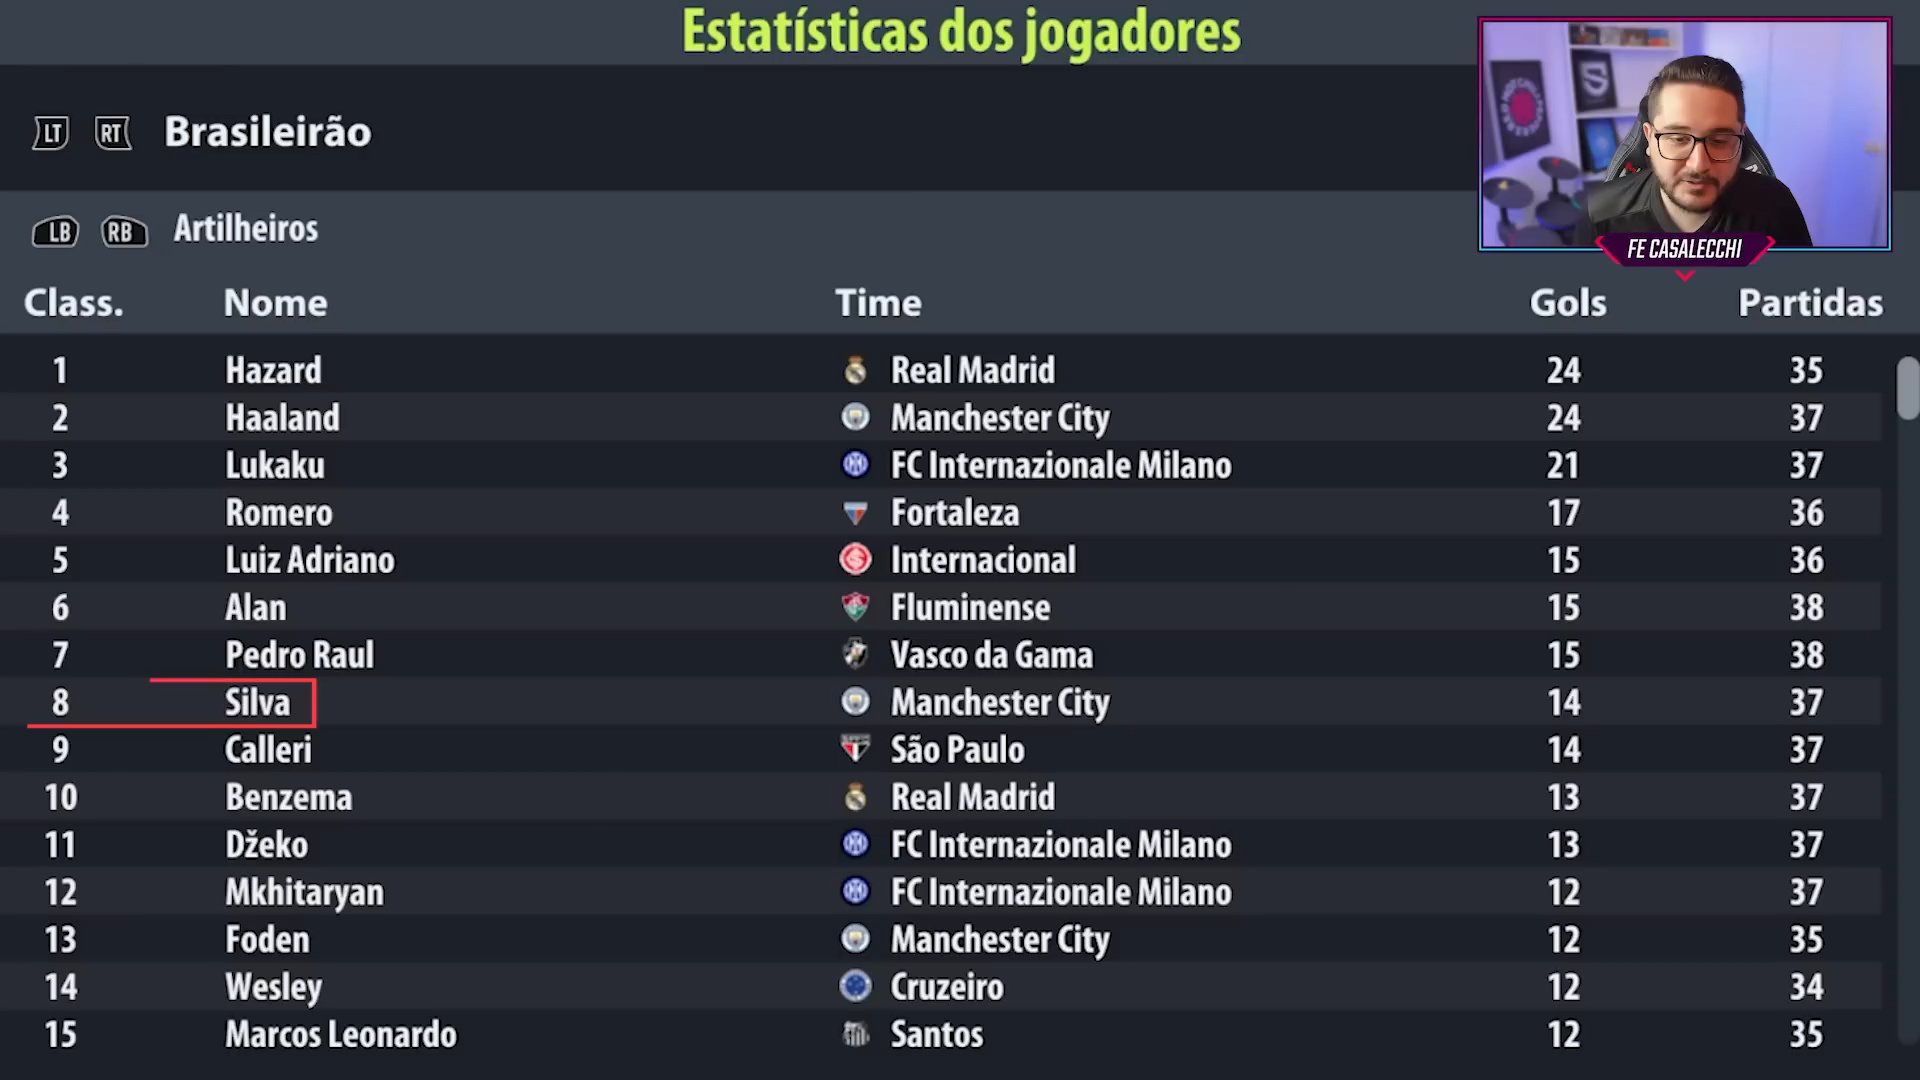 Estatísticas dos jogadores
LT RT Brasileirão
LB RB Artilheiros
FE CASALECCHI
Class. Nome Time Gols Partidas
1 Hazard Real Madrid 24 35
2 Haaland Manchester City 24 37
3 Lukaku FC Internazionale Milano 21 37
4 Romero Fortaleza 17 36
5 Luiz Adriano Internacional 15 36
6 Alan Fluminense 15 38
7 Pedro Raul Vasco da Gama 15 38
8 Silva Manchester City 14 37
9 Calleri São Paulo 14 37
10 Benzema Real Madrid 13 37
11 Džeko FC Internazionale Milano 13 37
12 Mkhitaryan FC Internazionale Milano 12 37
13 Foden Manchester City 12 35
14 Wesley Cruzeiro 12 34
15 Marcos Leonardo Santos 12 35